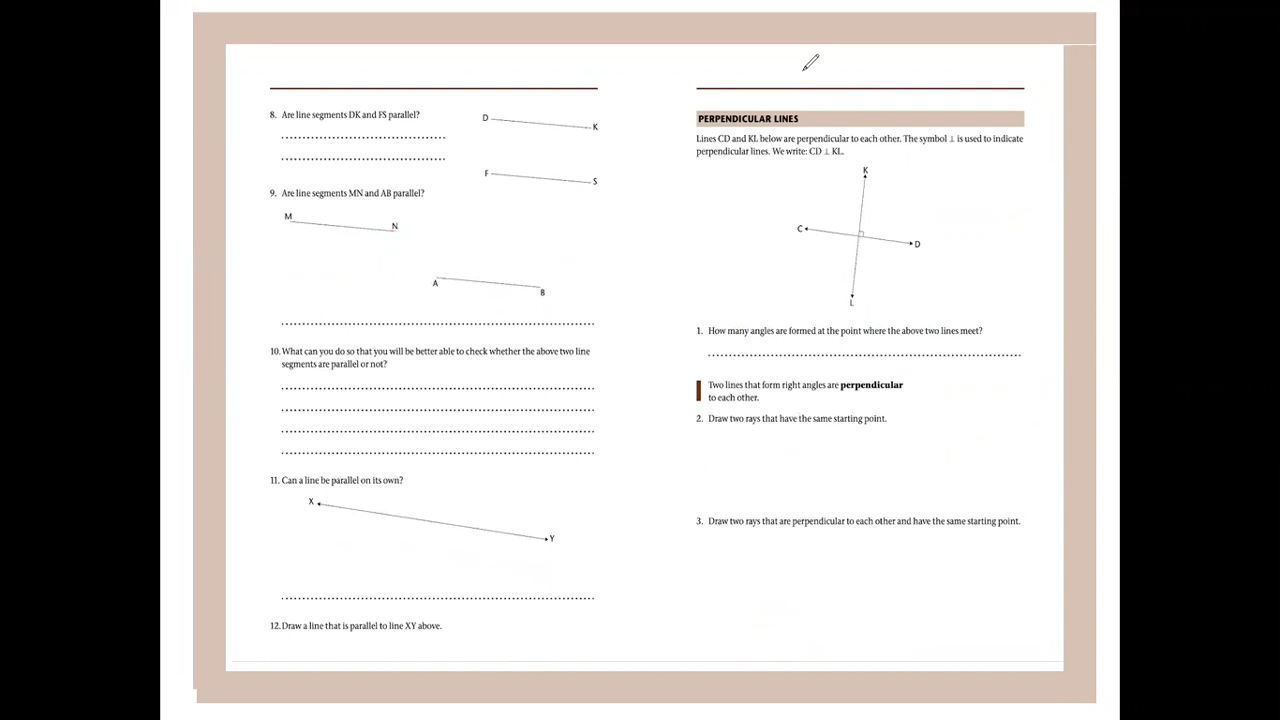 8. Are line segments DK and FS parallel?
D
K
F
S
9. Are line segments MN and AB parallel?
M
N
A
B
10. What can you do so that you will be better able to check whether the above two line
segments are parallel or not?
11. Can a line be parallel on its own?
X
Y
12. Draw a line that is parallel to line XY above.
PERPENDICULAR LINES
Lines CD and KL below are perpendicular to each other. The symbol ⊥ is used to indicate
perpendicular lines. We write: CD ⊥ KL.
K
C
D
L
1. How many angles are formed at the point where the above two lines meet?
Two lines that form right angles are perpendicular
to each other.
2. Draw two rays that have the same starting point.
3. Draw two rays that are perpendicular to each other and have the same starting point.